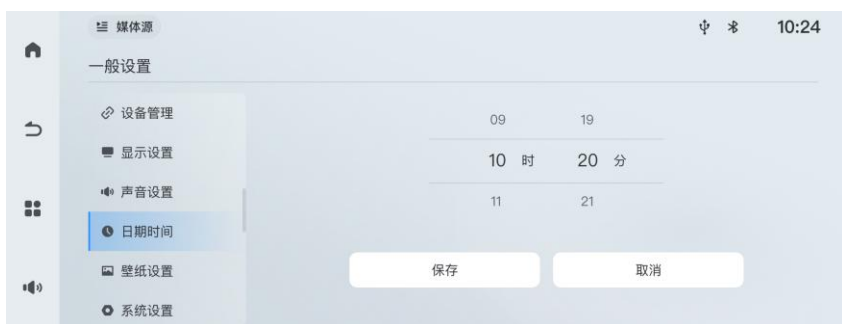 媒体源
10:24
一般设置
设备管理
显示设置
声音设置
日期时间
壁纸设置
系统设置
09 19
10 时 20 分
11 21
保存 取消